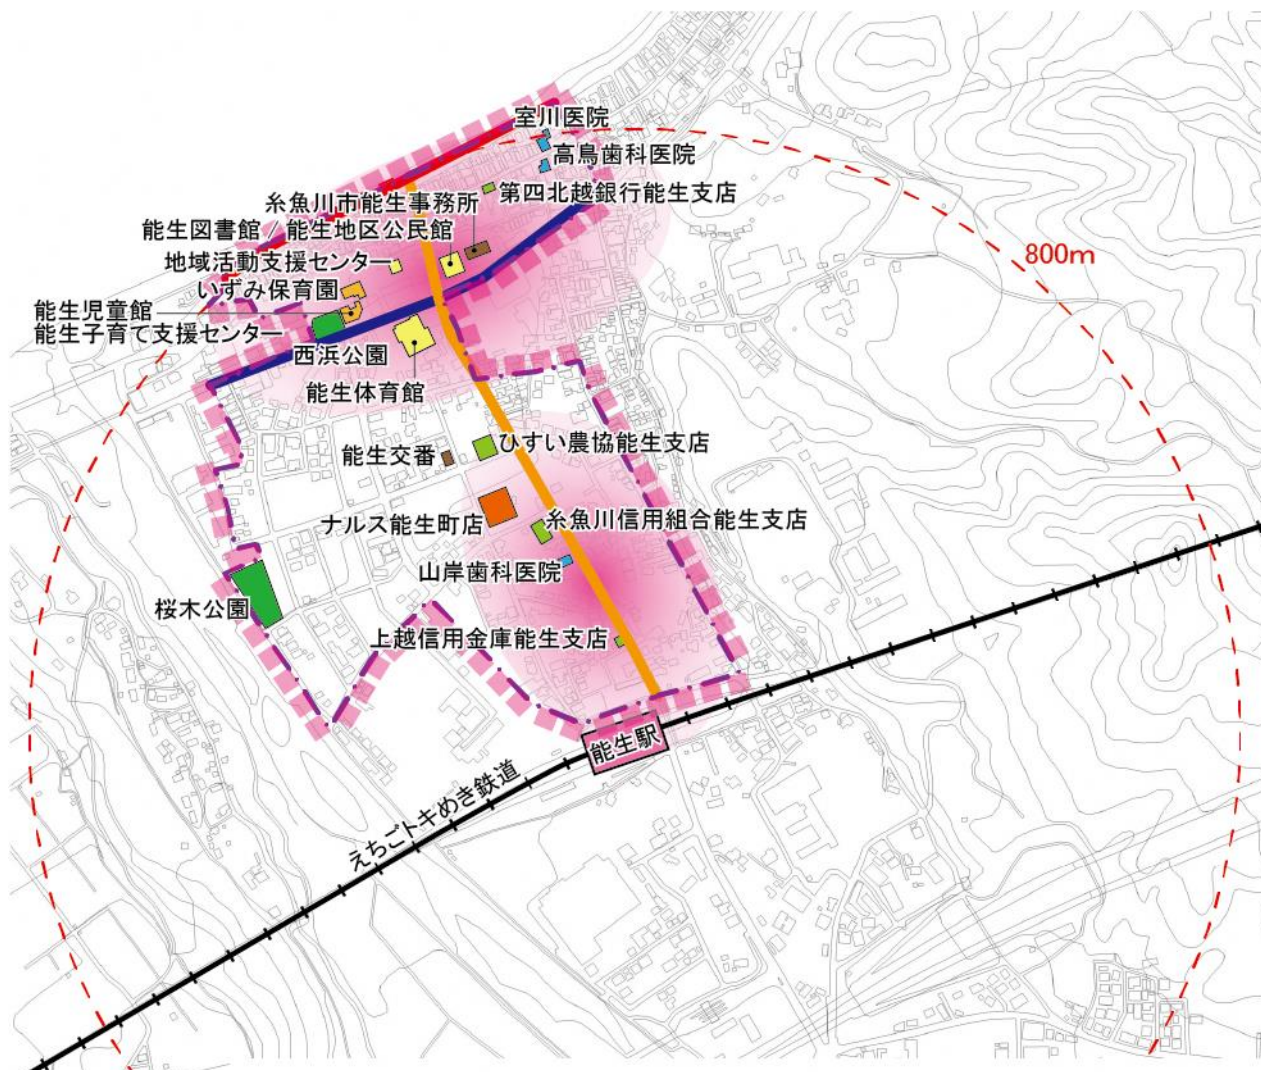 室川医院
高鳥歯科医院
第四北越銀行能生支店
糸魚川市能生事務所
能生図書館／能生地区公民館
地域活動支援センター
いずみ保育園
能生児童館
能生子育て支援センター
西浜公園
能生体育館
800m
ひすい農協能生支店
能生交番
ナルス能生町店
糸魚川信用組合能生支店
山岸歯科医院
桜木公園
上越信用金庫能生支店
能生駅
えちごトキめき鉄道